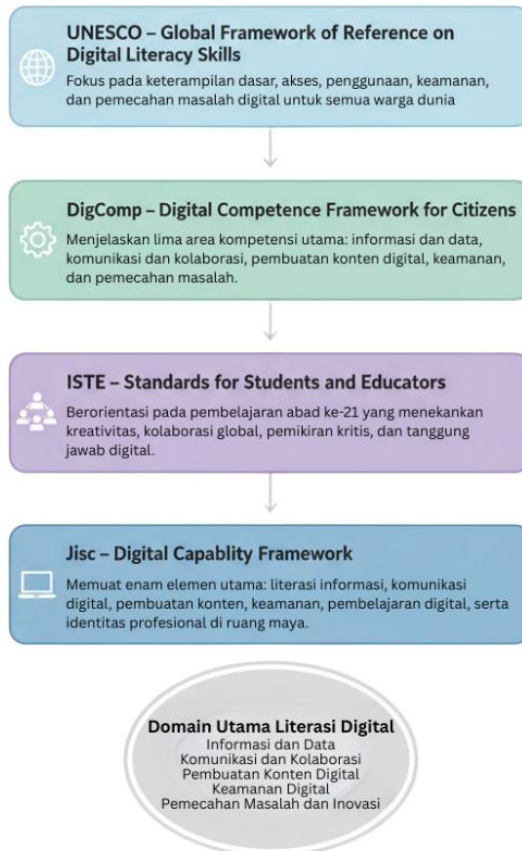 UNESCO – Global Framework of Reference on
Digital Literacy Skills
Fokus pada keterampilan dasar, akses, penggunaan, keamanan,
dan pemecahan masalah digital untuk semua warga dunia
DigComp – Digital Competence Framework for Citizens
Menjelaskan lima area kompetensi utama: informasi dan data,
komunikasi dan kolaborasi, pembuatan konten digital, keamanan,
dan pemecahan masalah.
ISTE – Standards for Students and Educators
Berorientasi pada pembelajaran abad ke-21 yang menekankan
kreativitas, kolaborasi global, pemikiran kritis, dan tanggung
jawab digital.
Jisc – Digital Capablity Framework
Memuat enam elemen utama: literasi informasi, komunikasi
digital, pembuatan konten, keamanan, pembelajaran digital, serta
identitas profesional di ruang maya.
Domain Utama Literasi Digital
Informasi dan Data
Komunikasi dan Kolaborasi
Pembuatan Konten Digital
Keamanan Digital
Pemecahan Masalah dan Inovasi